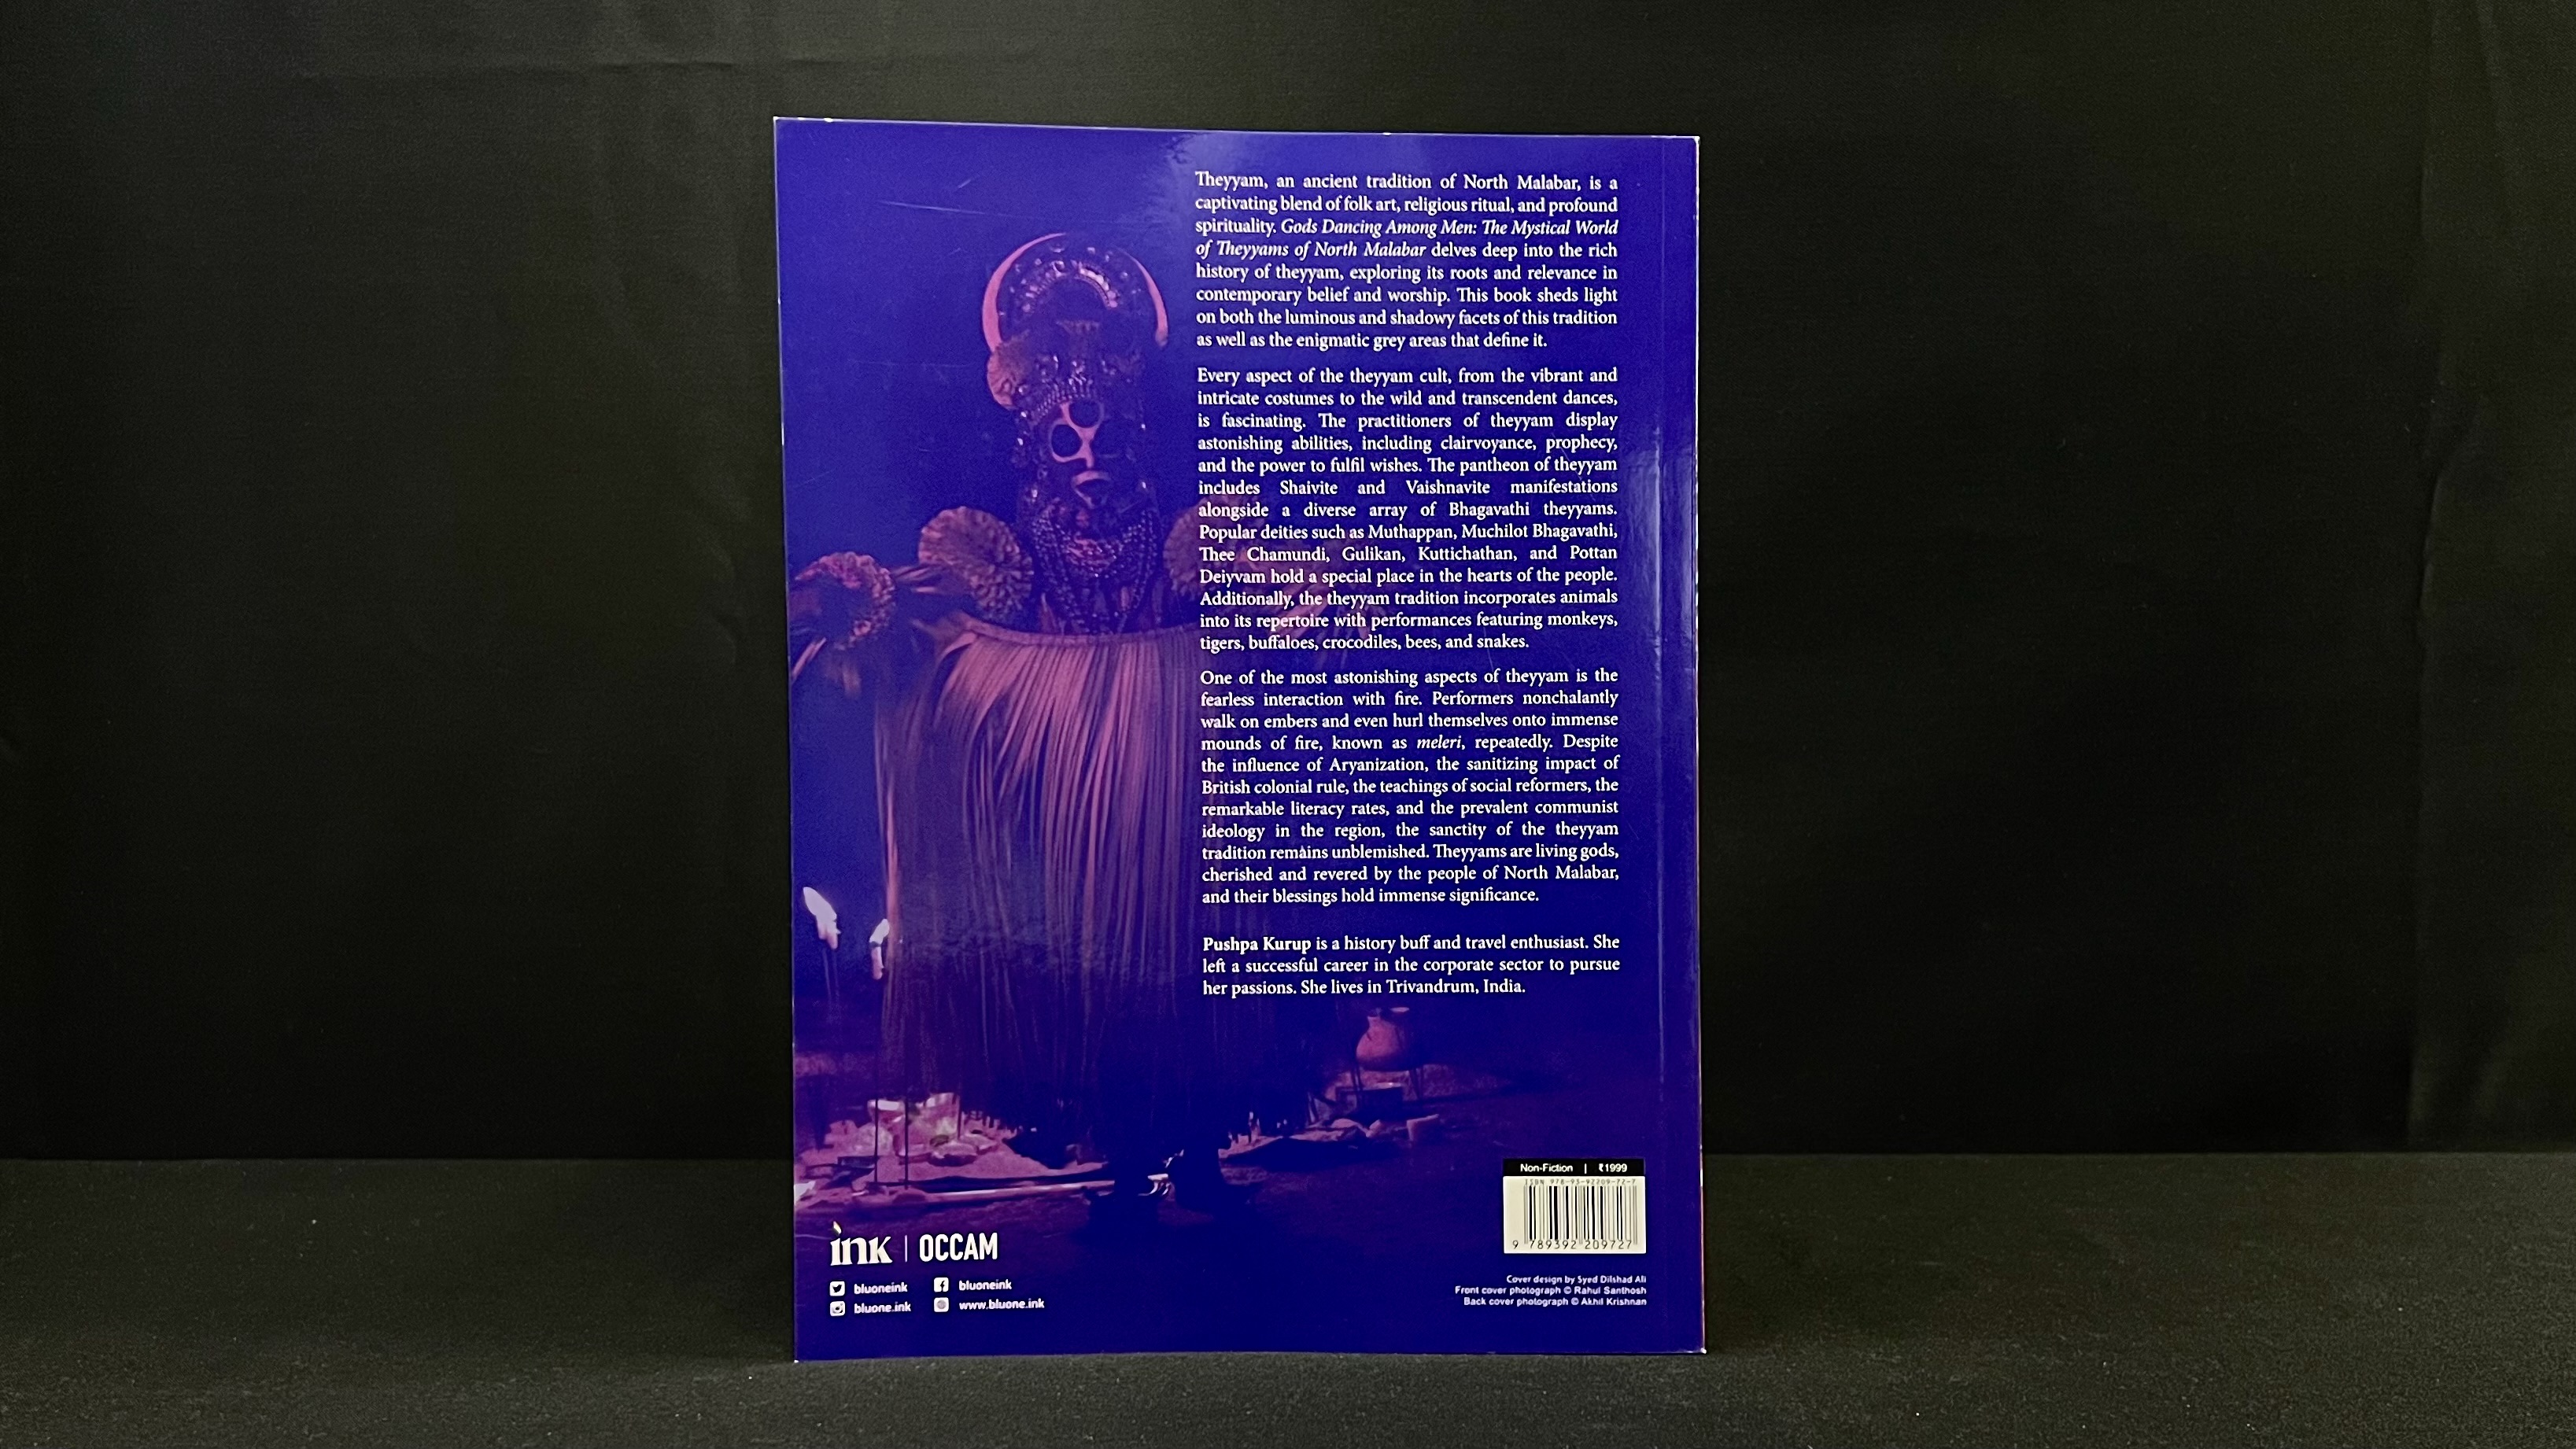 Theyyam, an ancient tradition of North Malabar, is a
captivating blend of folk art, religious ritual, and profound
spirituality. Gods Dancing Among Men: The Mystical World
of Theyyams of North Malabar delves deep into the rich
history of theyyam, exploring its roots and relevance in
contemporary belief and worship. This book sheds light
on both the luminous and shadowy facets of this tradition
as well as the enigmatic grey areas that define it.
Every aspect of the theyyam cult, from the vibrant and
intricate costumes to the wild and transcendent dances,
is fascinating. The practitioners of theyyam display
astonishing abilities, including clairvoyance, prophecy,
and the power to fulfil wishes. The pantheon of theyyam
includes Shaivite and Vaishnavite manifestations
alongside a diverse array of Bhagavathi theyyams.
Popular deities such as Muthappan, Muchilot Bhagavathi,
Thee Chamundi, Gulikan, Kuttichathan, and Pottan
Deiyvam hold a special place in the hearts of the people.
Additionally, the theyyam tradition incorporates animals
into its repertoire with performances featuring monkeys,
tigers, buffaloes, crocodiles, bees, and snakes.
One of the most astonishing aspects of theyyam is the
fearless interaction with fire. Performers nonchalantly
walk on embers and even hurl themselves onto immense
mounds of fire, known as meleri, repeatedly. Despite
the influence of Aryanization, the sanitizing impact of
British colonial rule, the teachings of social reformers, the
remarkable literacy rates, and the prevalent communist
ideology in the region, the sanctity of the theyyam
tradition remains unblemished. Theyyams are living gods,
cherished and revered by the people of North Malabar,
and their blessings hold immense significance.
Pushpa Kurup is a history buff and travel enthusiast. She
left a successful career in the corporate sector to pursue
her passions. She lives in Trivandrum, India.
Non-Fiction | ₹1999
ISBN 978-93-92209-72-7
9 789392 209727
ink | OCCAM
bluoneink bluoneink
bluone.ink www.bluone.ink
Cover design by Syed Dilshad Ali
Front cover photograph © Rahul Santhosh
Back cover photograph © Akhil Krishnan